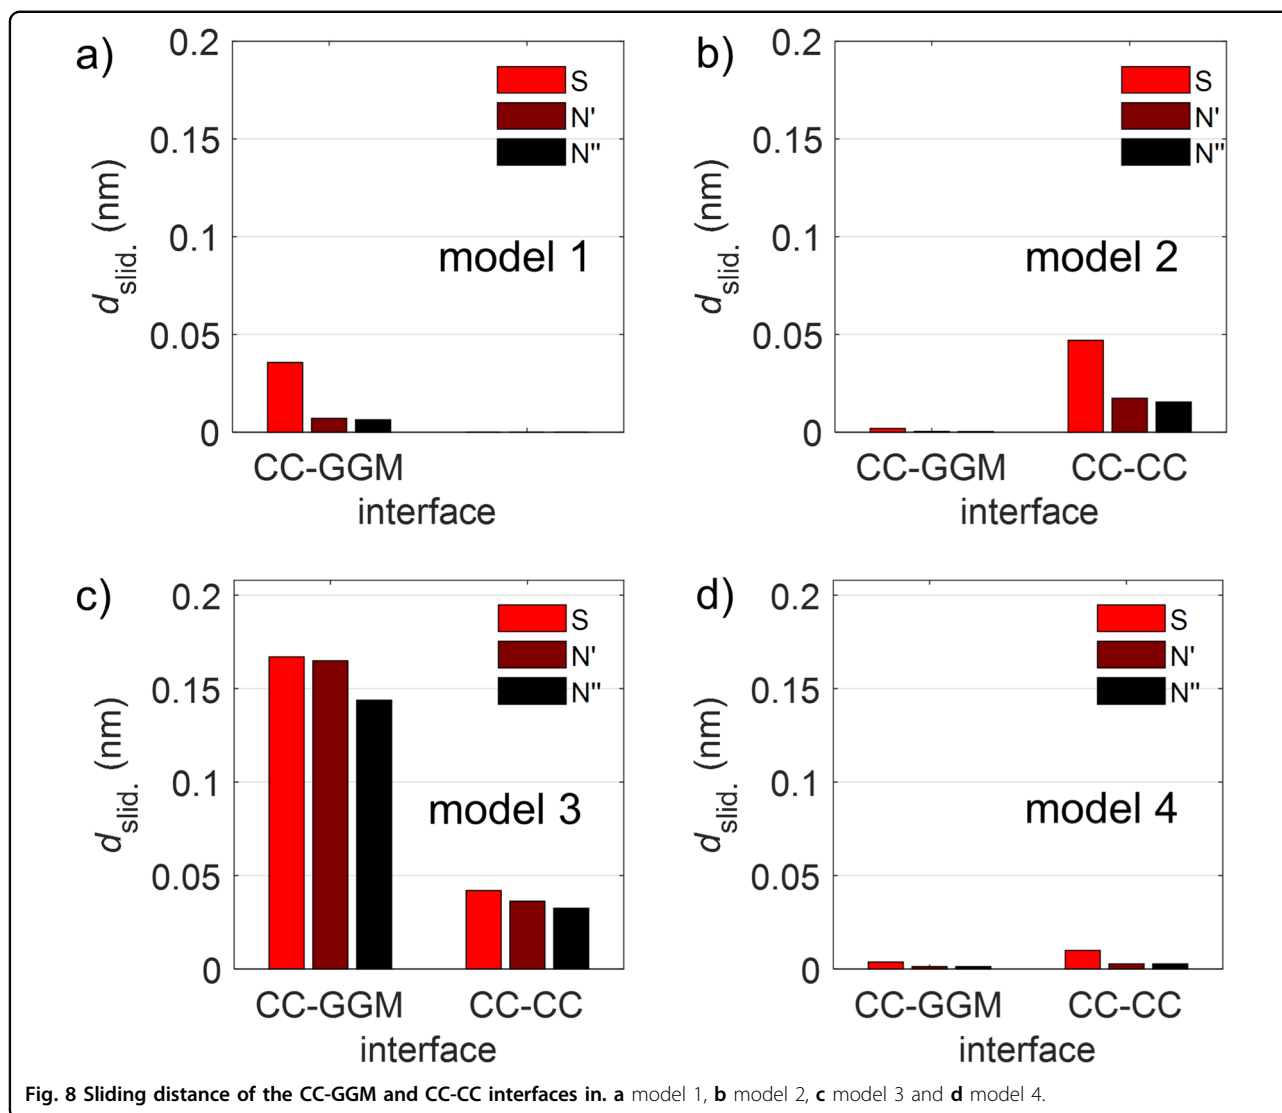 a)
0.2
0.15
0.1
0.05
0
d slid. (nm)
S
N'
N"
model 1
CC-GGM
interface
b)
0.2
0.15
0.1
0.05
0
d slid. (nm)
S
N'
N"
model 2
CC-GGM CC-CC
interface
c)
0.2
0.15
0.1
0.05
0
d slid. (nm)
S
N'
N"
model 3
CC-GGM CC-CC
interface
d)
0.2
0.15
0.1
0.05
0
d slid. (nm)
S
N'
N"
model 4
CC-GGM CC-CC
interface
Fig. 8 Sliding distance of the CC-GGM and CC-CC interfaces in. a model 1, b model 2, c model 3 and d model 4.